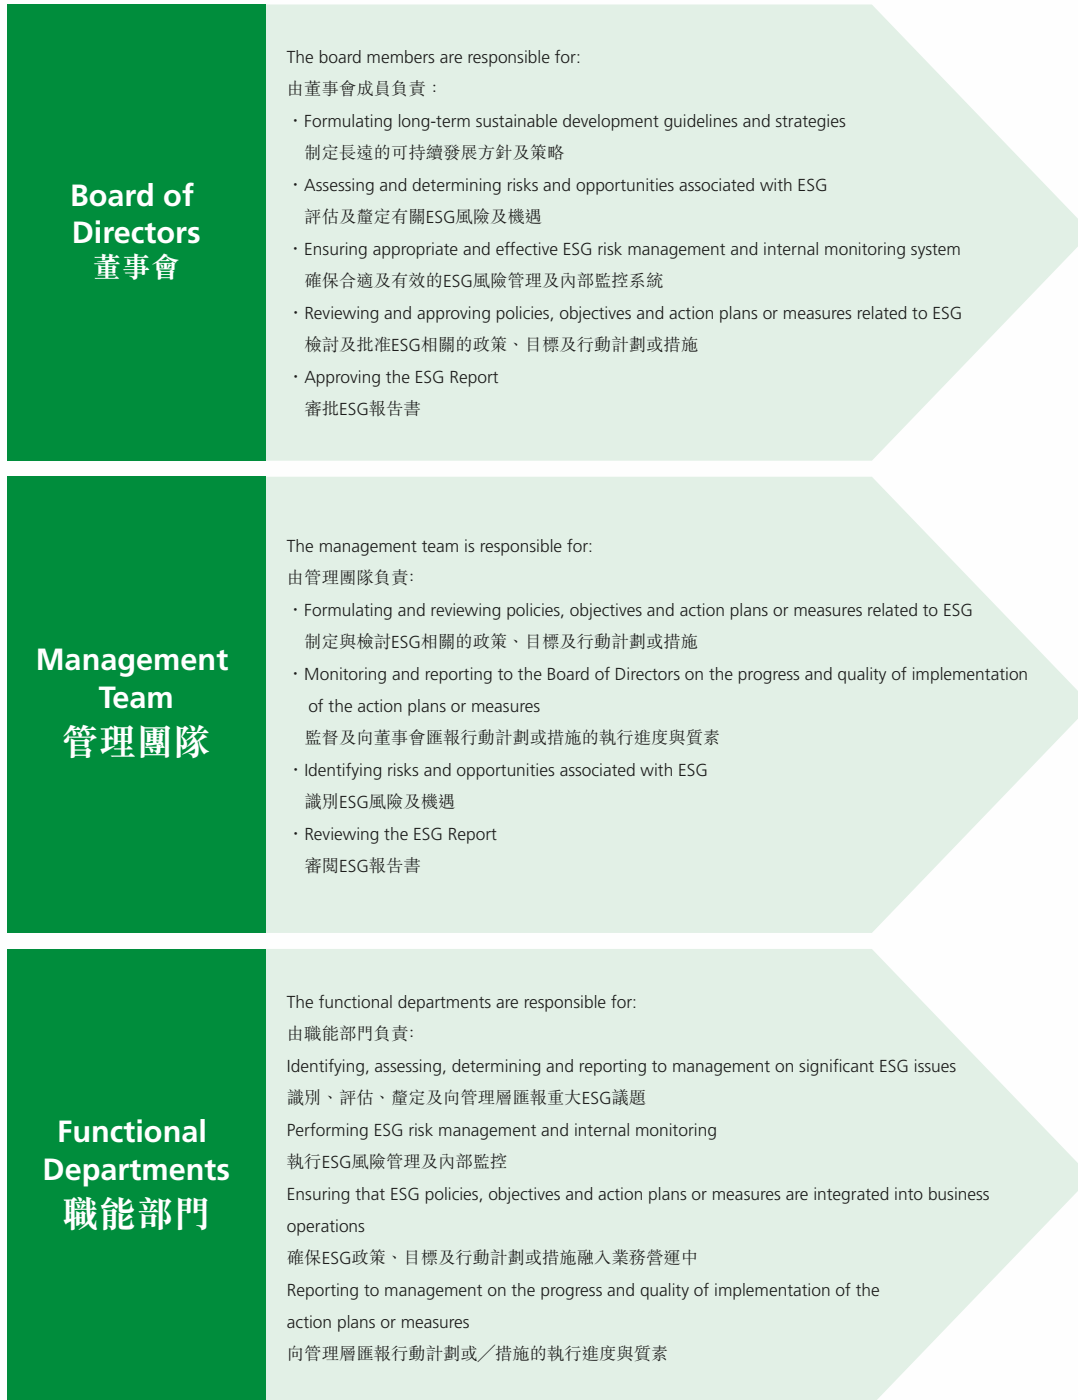 Board of
Directors
董事會
The board members are responsible for:
由董事會成員負責：
・Formulating long-term sustainable development guidelines and strategies
制定長遠的可持續發展方針及策略
・Assessing and determining risks and opportunities associated with ESG
評估及釐定有關ESG風險及機遇
・Ensuring appropriate and effective ESG risk management and internal monitoring system
確保合適及有效的ESG風險管理及內部監控系統
・Reviewing and approving policies, objectives and action plans or measures related to ESG
檢討及批准ESG相關的政策、目標及行動計劃或措施
・Approving the ESG Report
審批ESG報告書
Management
Team
管理團隊
The management team is responsible for:
由管理團隊負責:
・Formulating and reviewing policies, objectives and action plans or measures related to ESG
制定與檢討ESG相關的政策、目標及行動計劃或措施
・Monitoring and reporting to the Board of Directors on the progress and quality of implementation
of the action plans or measures
監督及向董事會匯報行動計劃或措施的執行進度與質素
・Identifying risks and opportunities associated with ESG
識別ESG風險及機遇
・Reviewing the ESG Report
審閱ESG報告書
Functional
Departments
職能部門
The functional departments are responsible for:
由職能部門負責:
Identifying, assessing, determining and reporting to management on significant ESG issues
識別、評估、釐定及向管理層匯報重大ESG議題
Performing ESG risk management and internal monitoring
執行ESG風險管理及內部監控
Ensuring that ESG policies, objectives and action plans or measures are integrated into business
operations
確保ESG政策、目標及行動計劃或措施融入業務營運中
Reporting to management on the progress and quality of implementation of the
action plans or measures
向管理層匯報行動計劃或╱措施的執行進度與質素